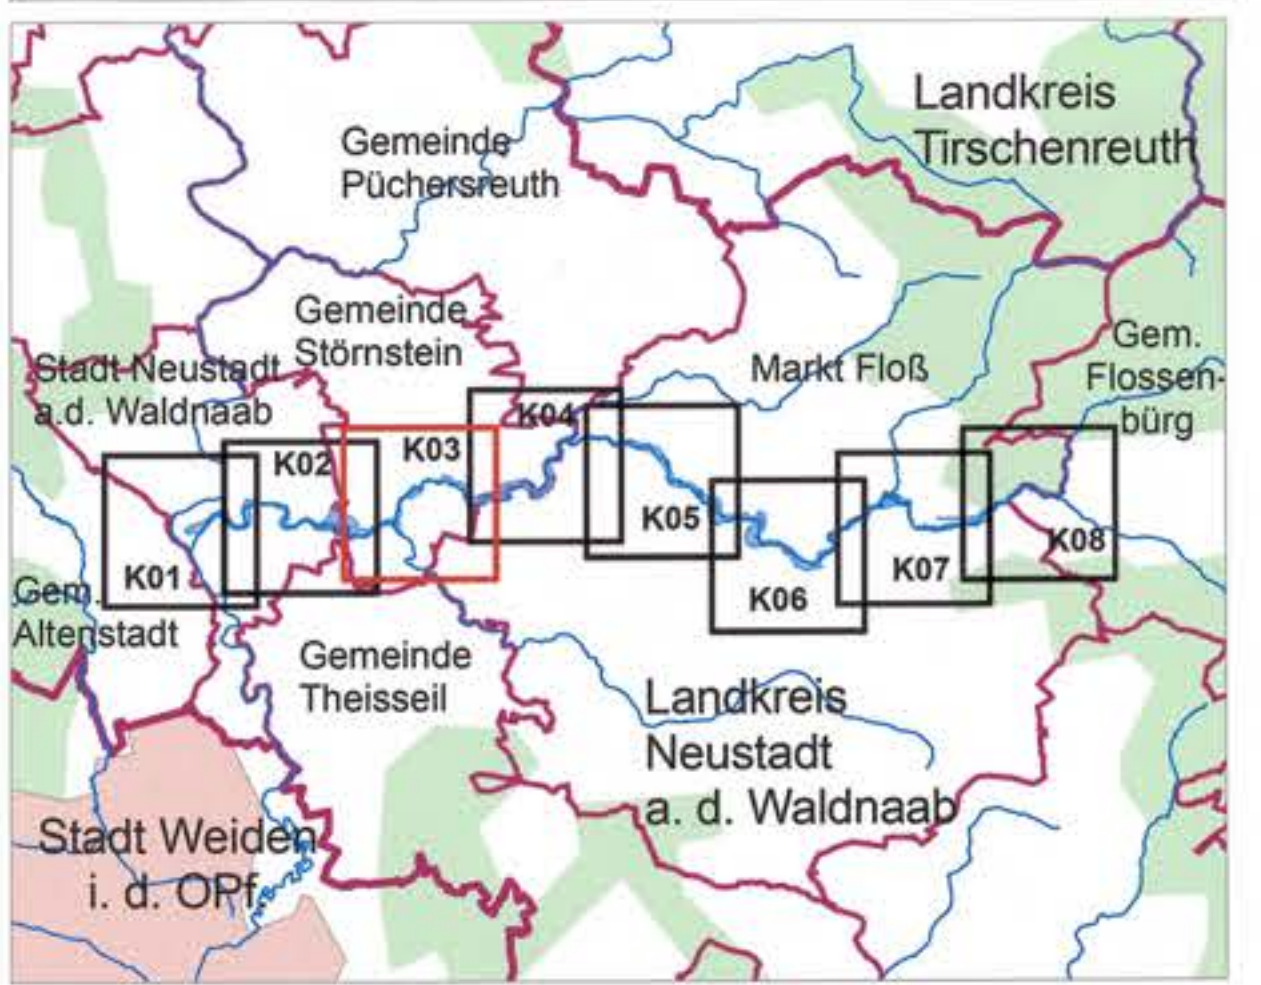 Landkreis
Tirschenreuth
Gemeinde
Püchersreuth
Gemeinde
Störnstein
Gem.
Flossen-
bürg
Stadt Neustadt
a.d. Waldnaab
Markt Floß
K04
K03
K02
K05
K08
K07
K01
K06
Gem.
Altenstadt
Gemeinde
Theisseil
Landkreis
Neustadt
a. d. Waldnaab
Stadt Weiden
i. d. OPf.